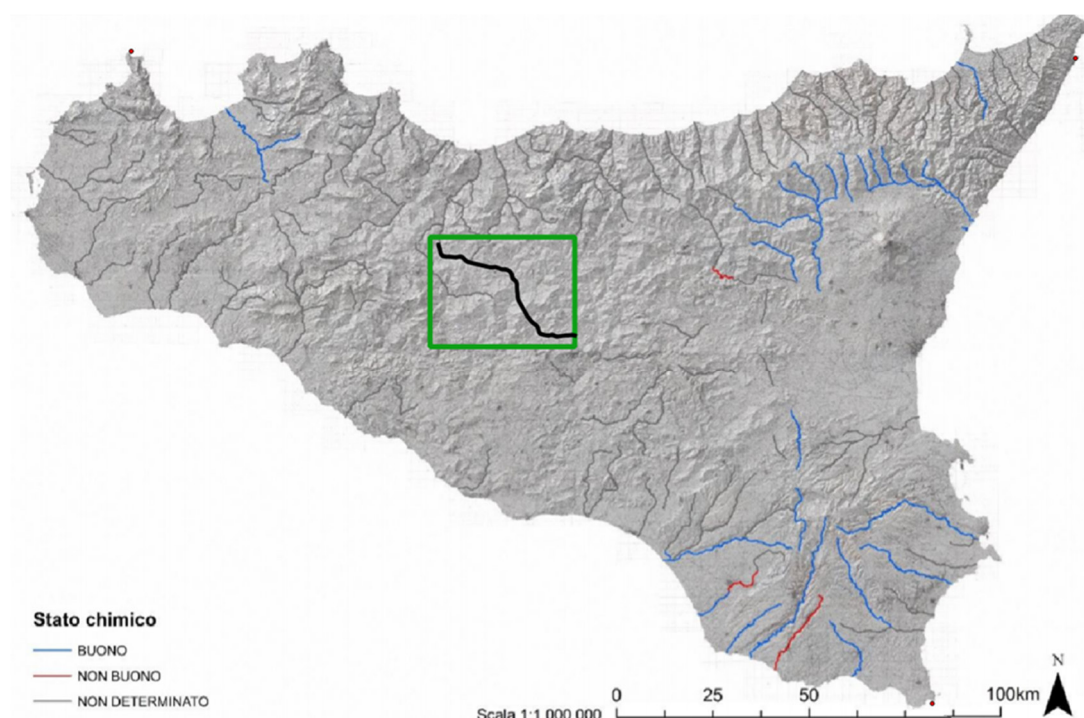 Stato chimico
BUONO
NON BUONO
NON DETERMINATO
N
0 25 50 100km
Scala 1:1.000.000